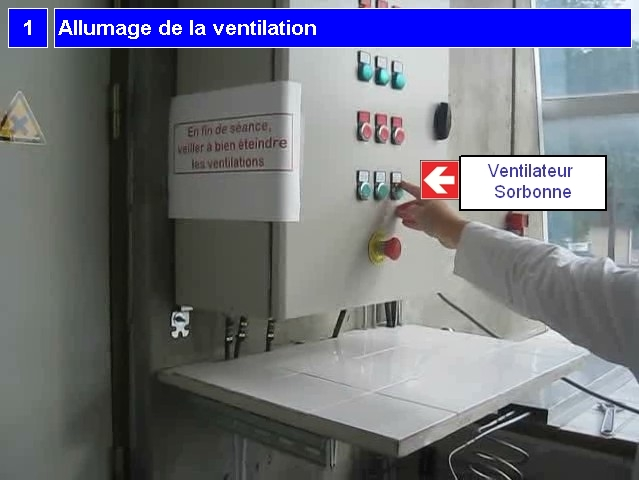 1 Allumage de la ventilation
En fin de séance,
veiller à bien éteindre
les ventilations
Ventilateur
Sorbonne